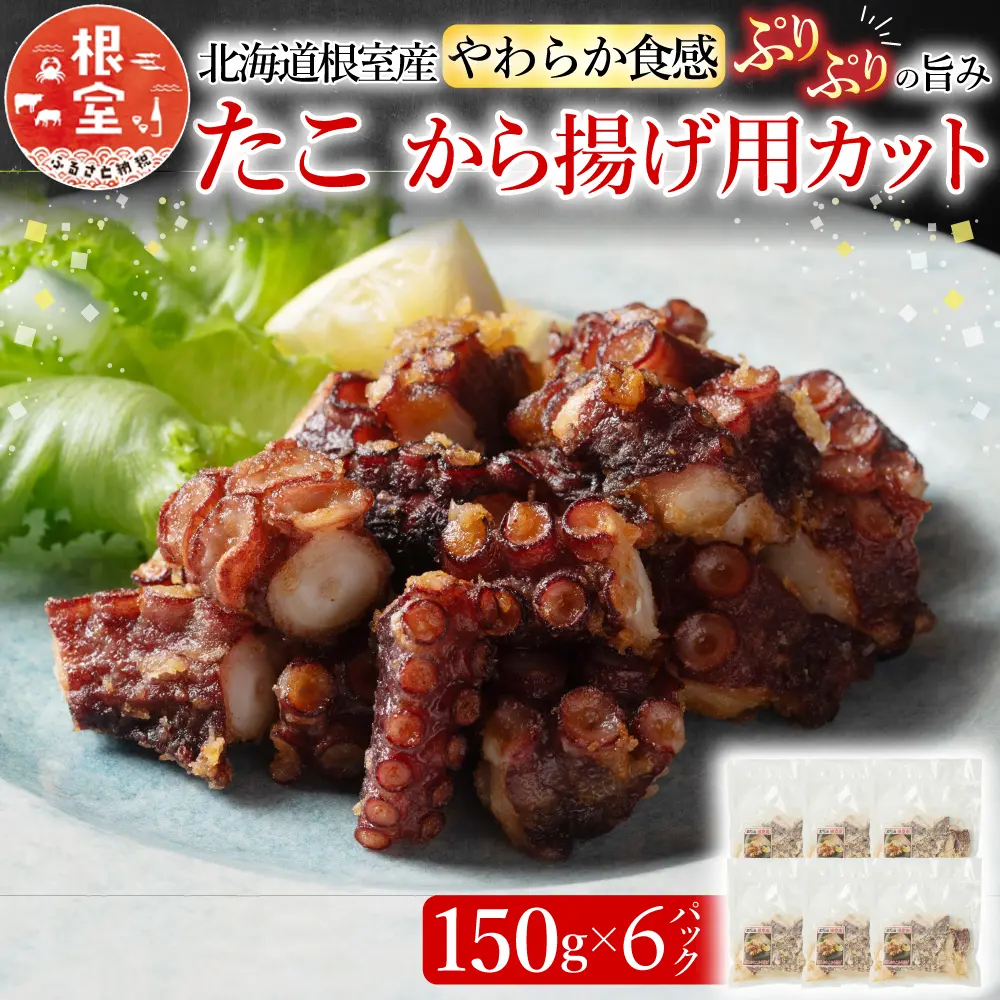 根室
ふるさと納税
北海道根室産 やわらか食感 ぷりぷりの旨み
たこ から揚げ用カット
150g×6パック